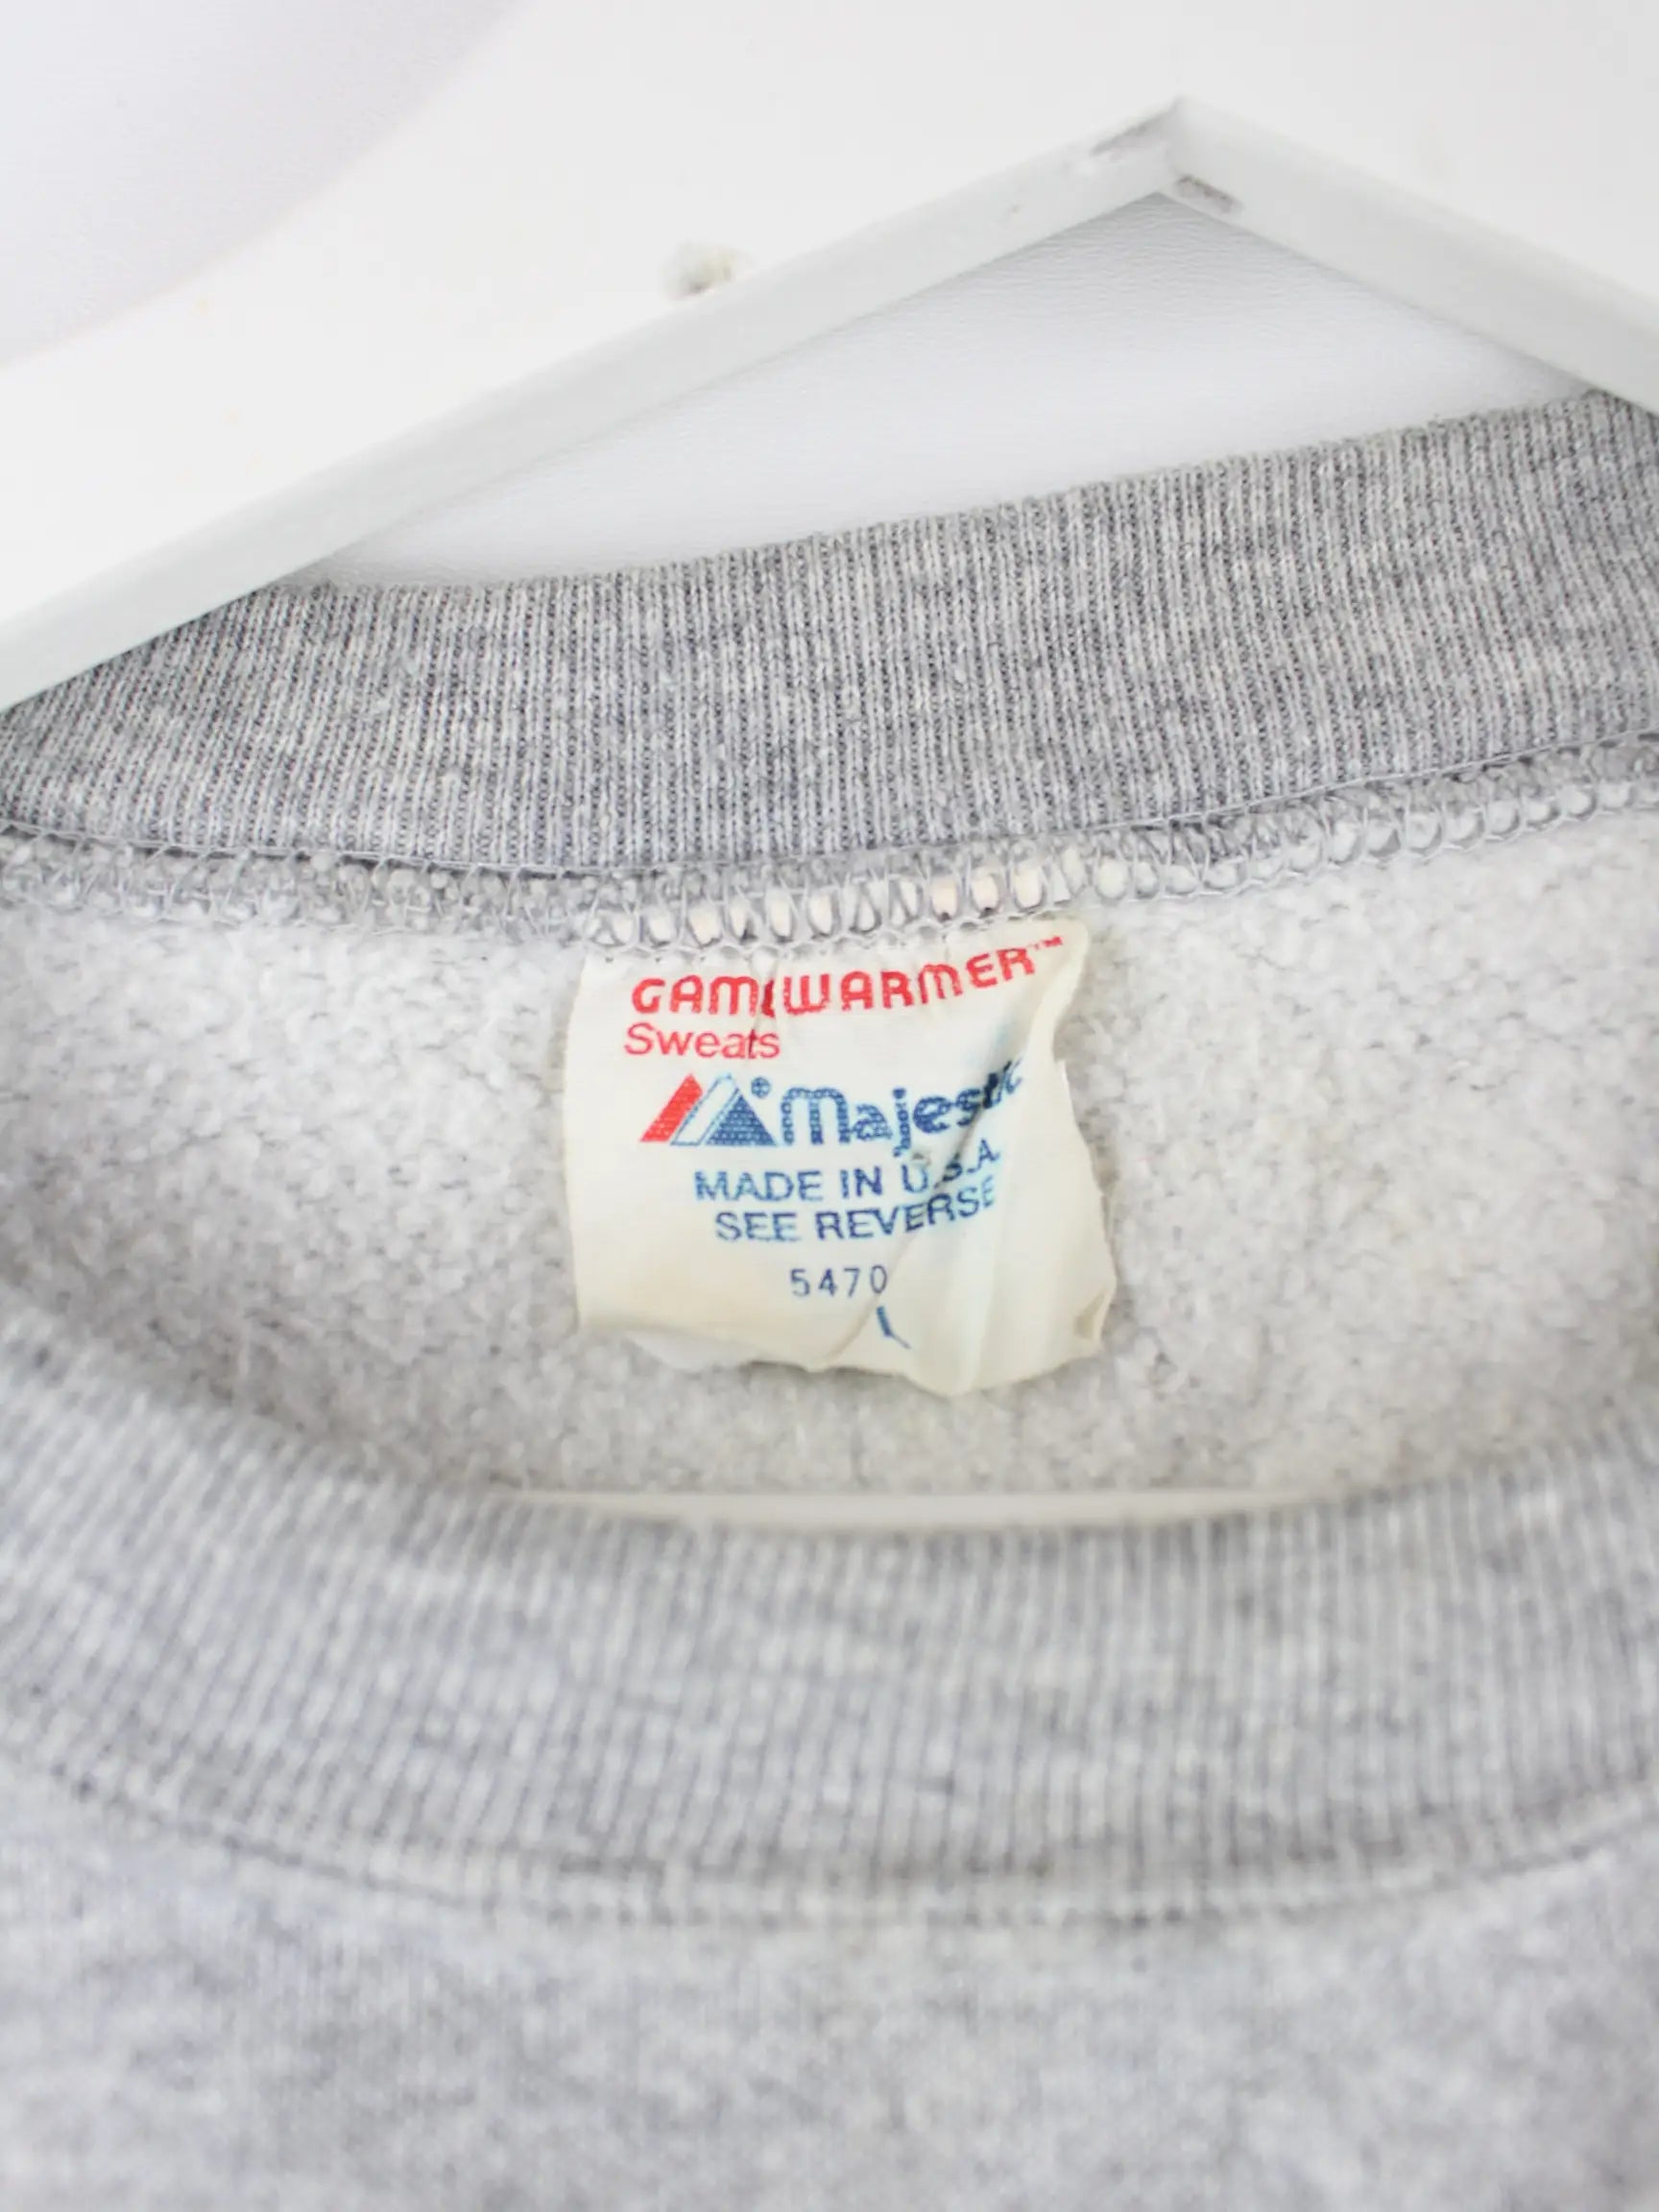 GAMEWARMER™
Sweats
®Majestic
MADE IN U.S.A
SEE REVERSE
5470
L